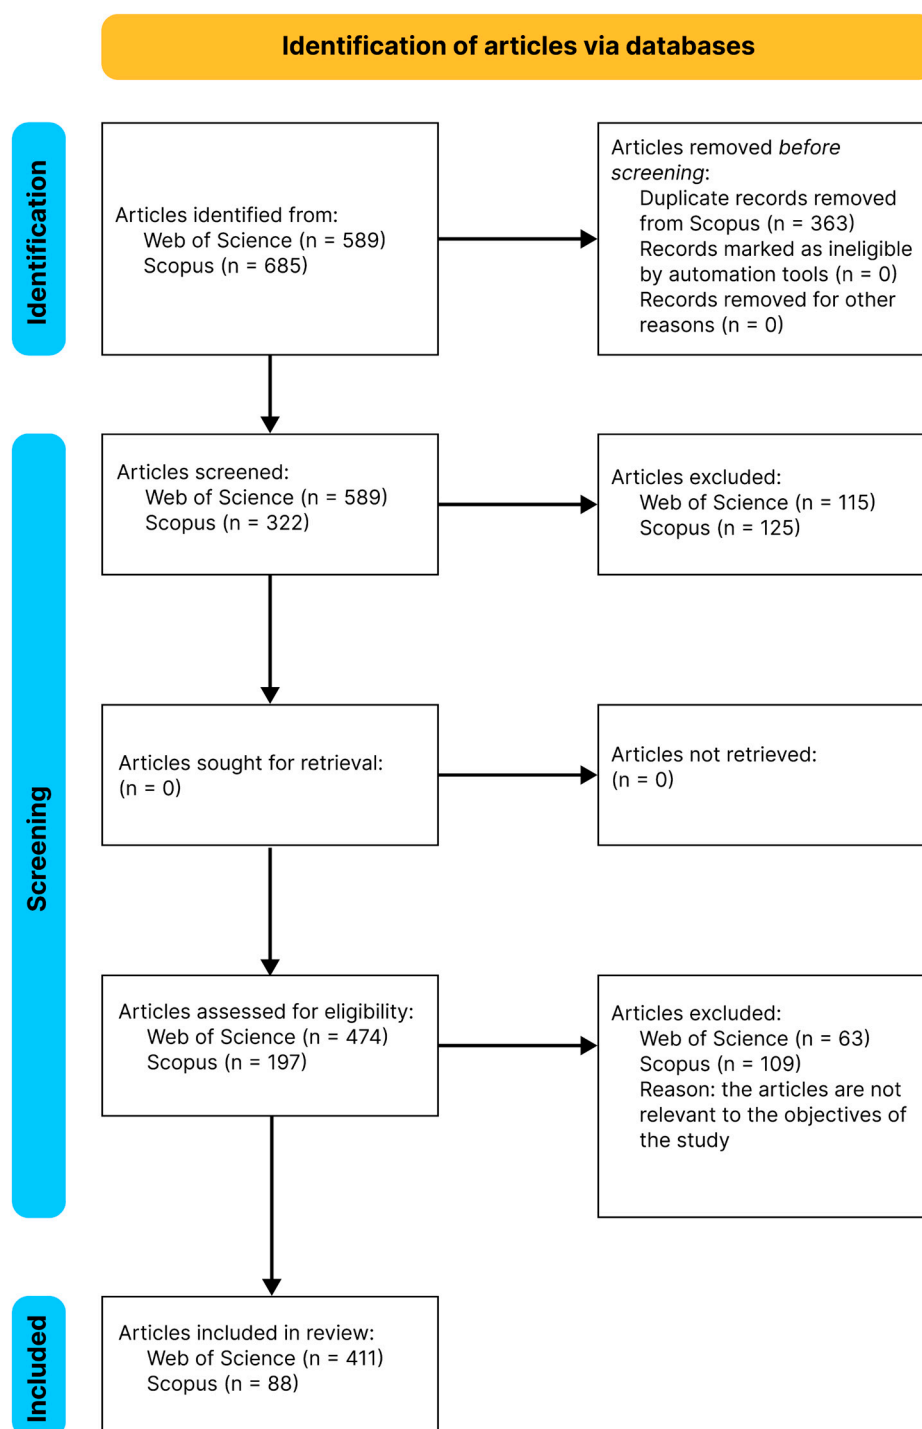 Identification of articles via databases
Identification
Articles identified from:
Web of Science (n = 589)
Scopus (n = 685)
Articles removed before
screening:
Duplicate records removed
from Scopus (n = 363)
Records marked as ineligible
by automation tools (n = 0)
Records removed for other
reasons (n = 0)
Screening
Articles screened:
Web of Science (n = 589)
Scopus (n = 322)
Articles excluded:
Web of Science (n = 115)
Scopus (n = 125)
Articles sought for retrieval:
(n = 0)
Articles not retrieved:
(n = 0)
Articles assessed for eligibility:
Web of Science (n = 474)
Scopus (n = 197)
Articles excluded:
Web of Science (n = 63)
Scopus (n = 109)
Reason: the articles are not
relevant to the objectives of
the study
Included
Articles included in review:
Web of Science (n = 411)
Scopus (n = 88)